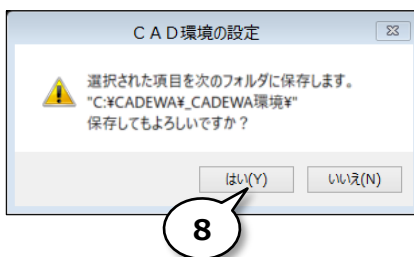 ＣＡＤ環境の設定
選択された項目を次のフォルダに保存します。
"C:¥CADEWA¥_CADEWA環境¥"
保存してもよろしいですか？
はい(Y)
いいえ(N)
8